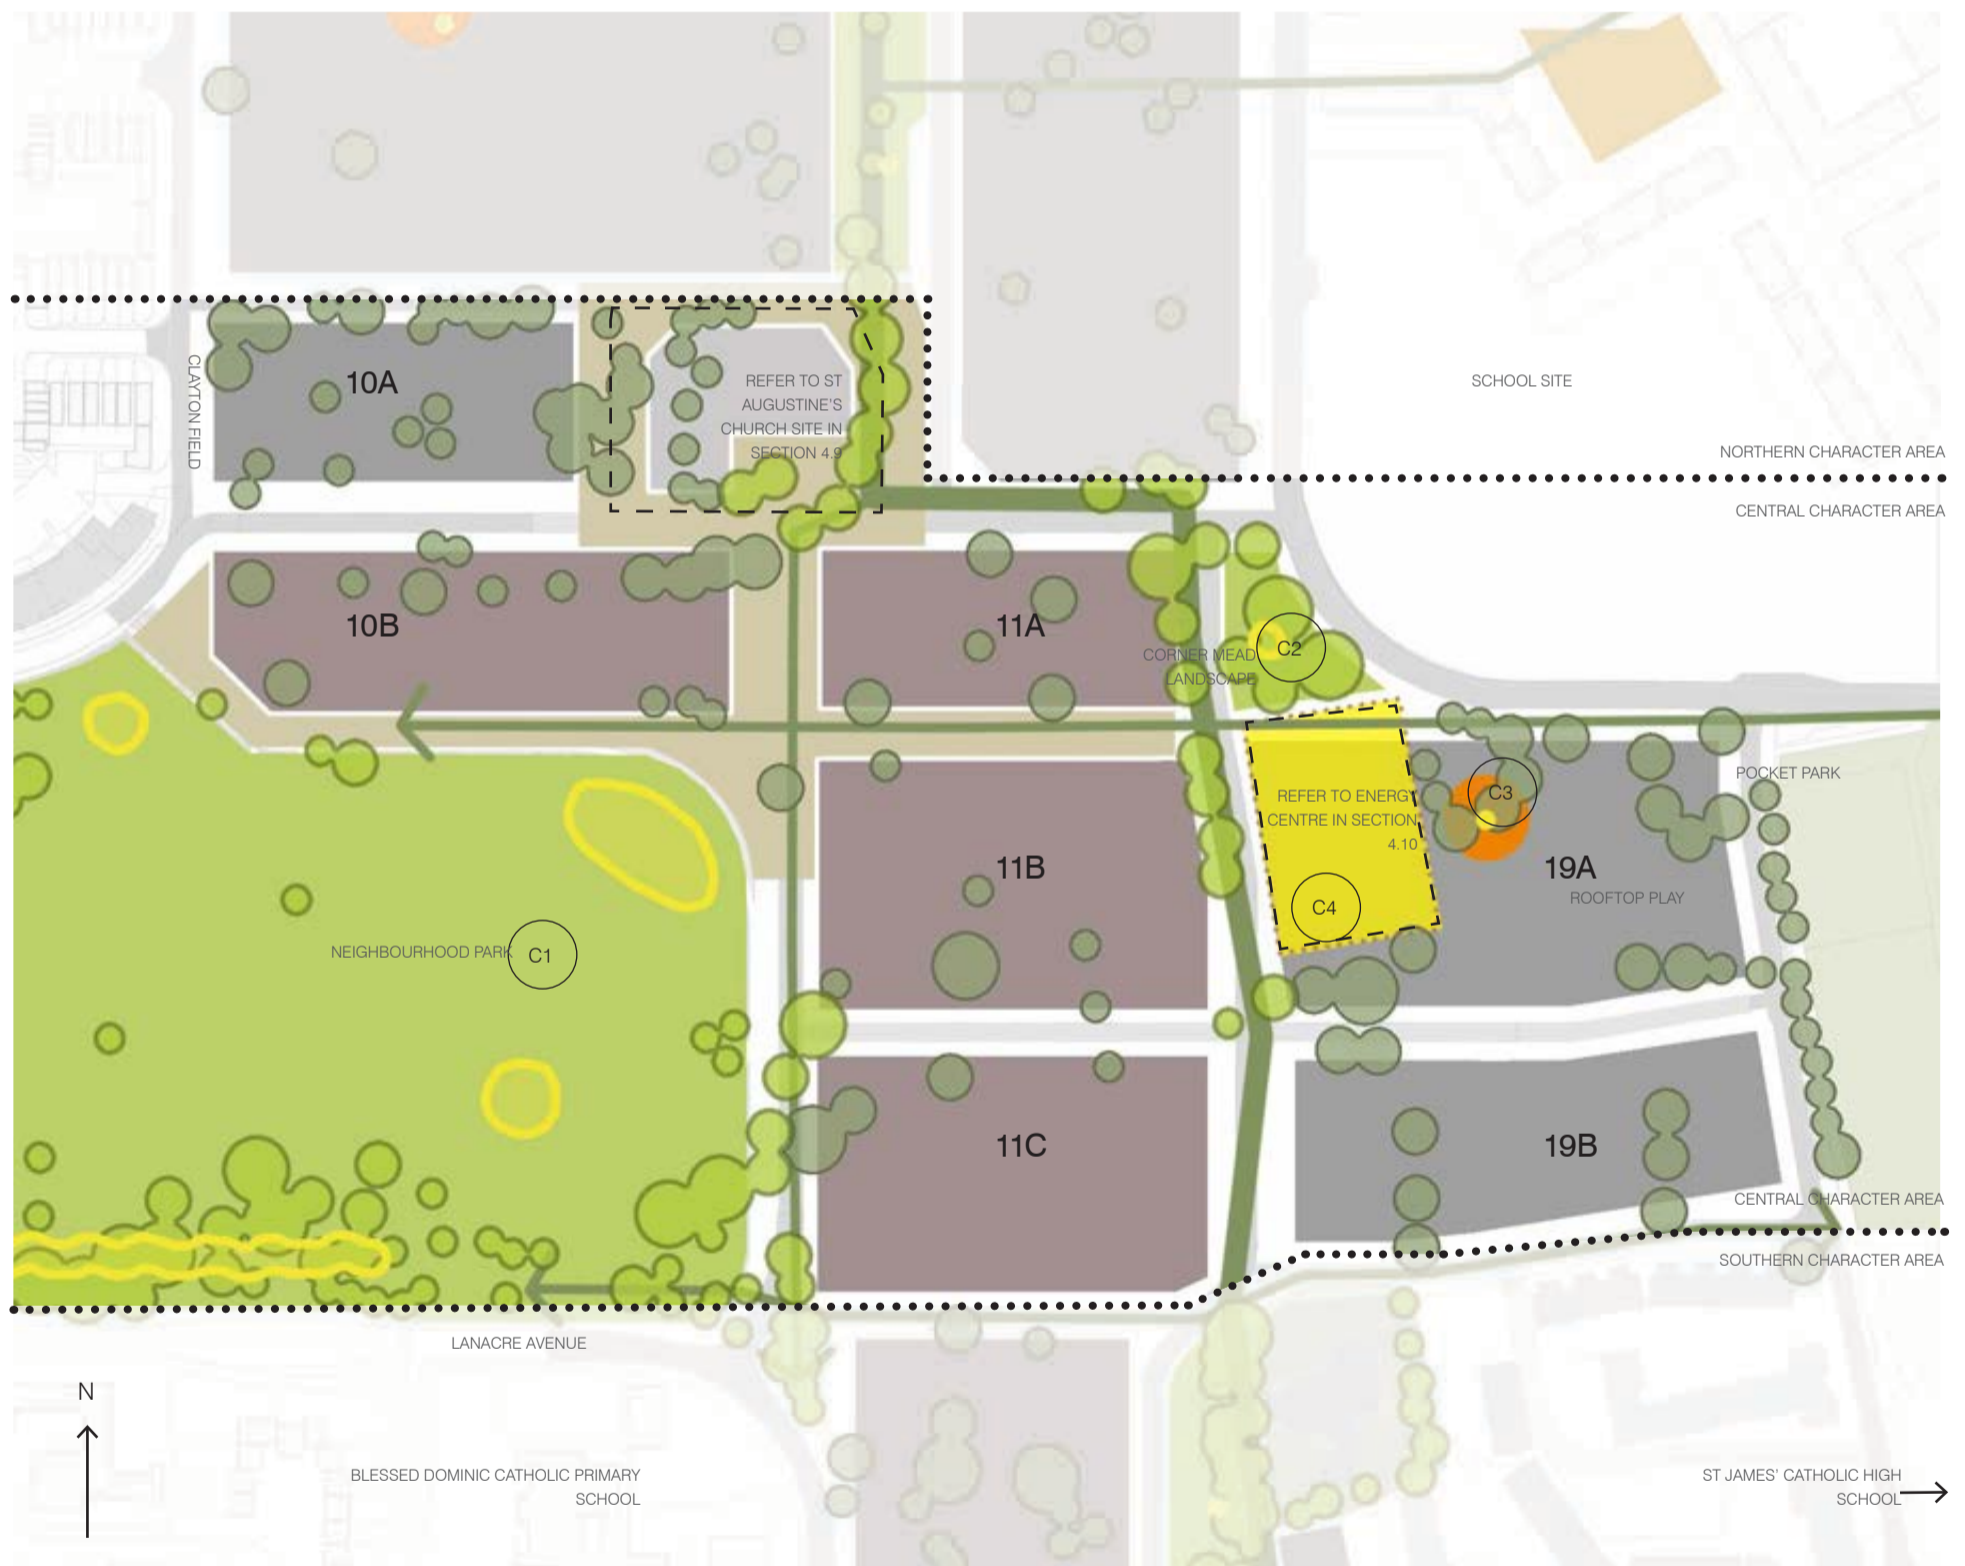 10A
CLAYTON FIELD
REFER TO ST
AUGUSTINE'S
CHURCH SITE IN
SECTION 4.9
SCHOOL SITE
NORTHERN CHARACTER AREA
CENTRAL CHARACTER AREA
10B
11A
CORNER MEAD
LANDSCAPE
C2
POCKET PARK
REFER TO ENERGY
CENTRE IN SECTION
4.10
C3
11B
19A
ROOFTOP PLAY
C4
NEIGHBOURHOOD PARK
C1
11C
19B
CENTRAL CHARACTER AREA
SOUTHERN CHARACTER AREA
LANACRE AVENUE
N
BLESSED DOMINIC CATHOLIC PRIMARY
SCHOOL
ST JAMES' CATHOLIC HIGH
SCHOOL